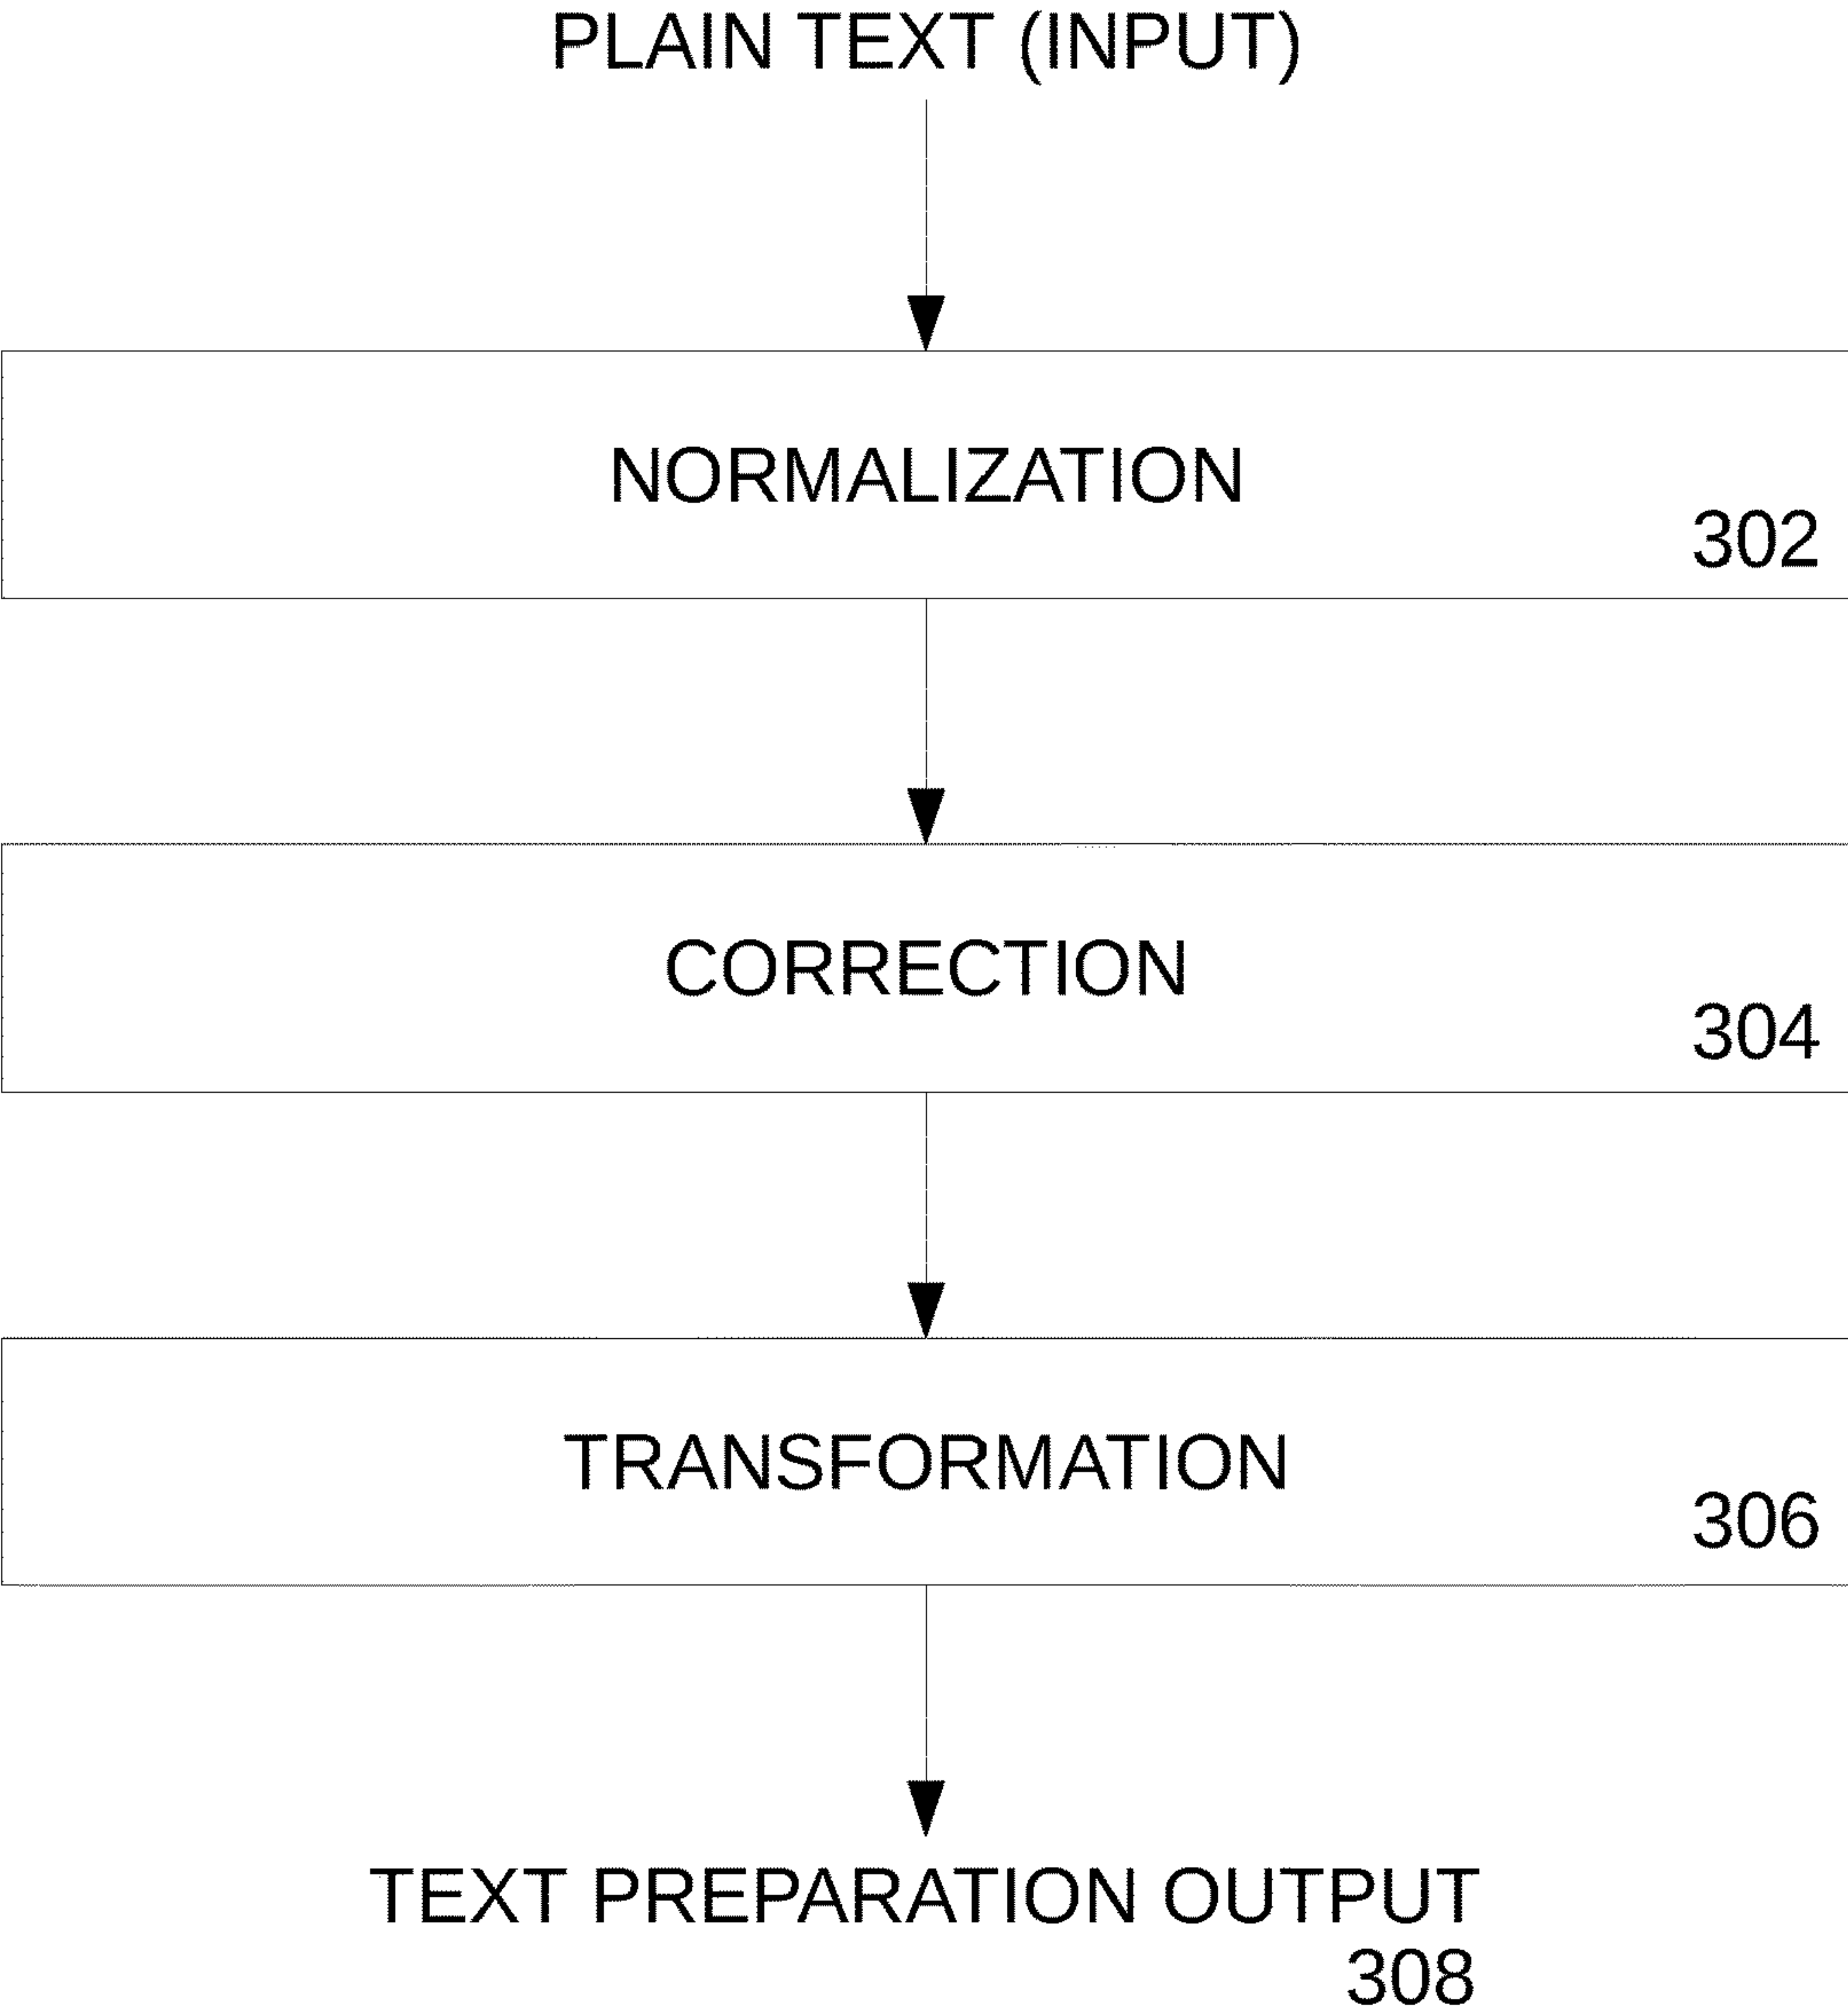 PLAIN TEXT (INPUT)
NORMALIZATION
302
CORRECTION
304
TRANSFORMATION
306
TEXT PREPARATION OUTPUT
308